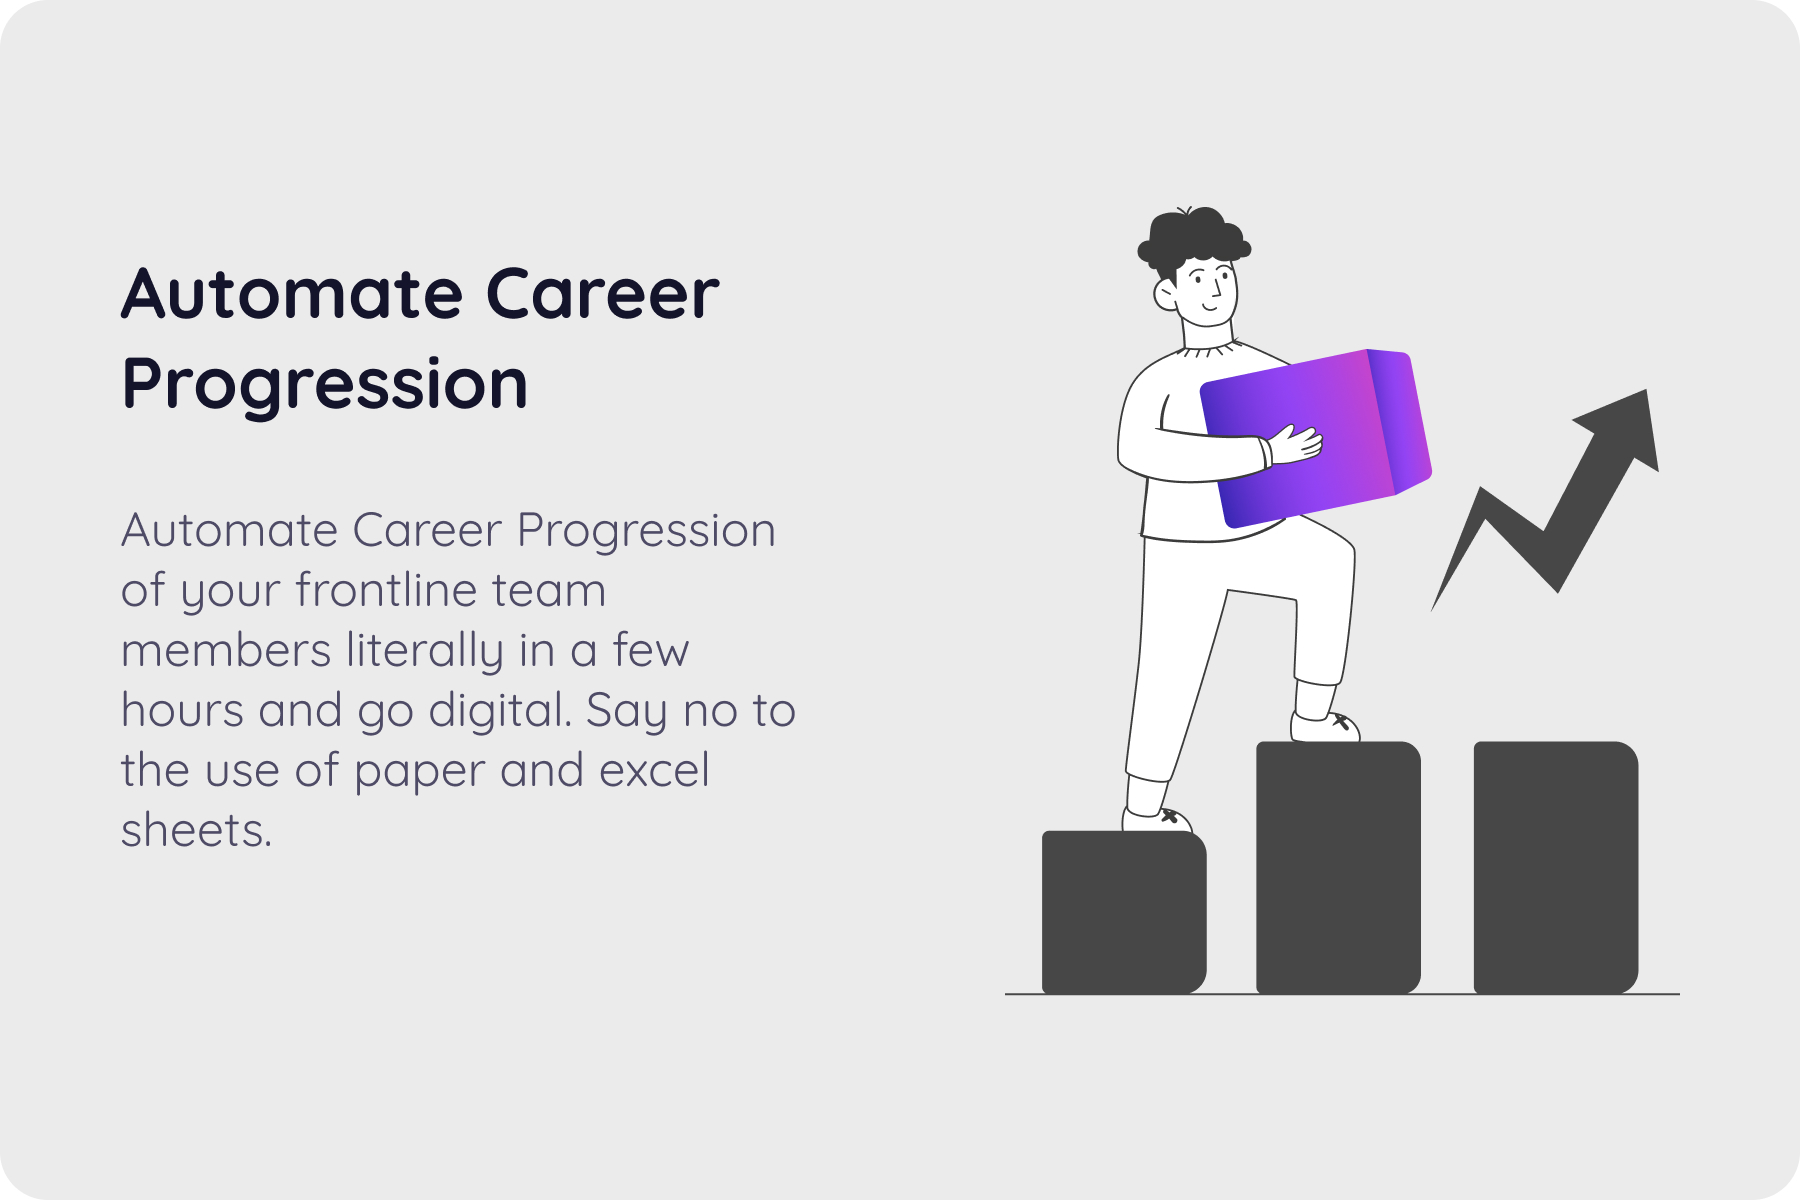 Automate Career
Progression
Automate Career Progression
of your frontline team
members literally in a few
hours and go digital. Say no to
the use of paper and excel
sheets.